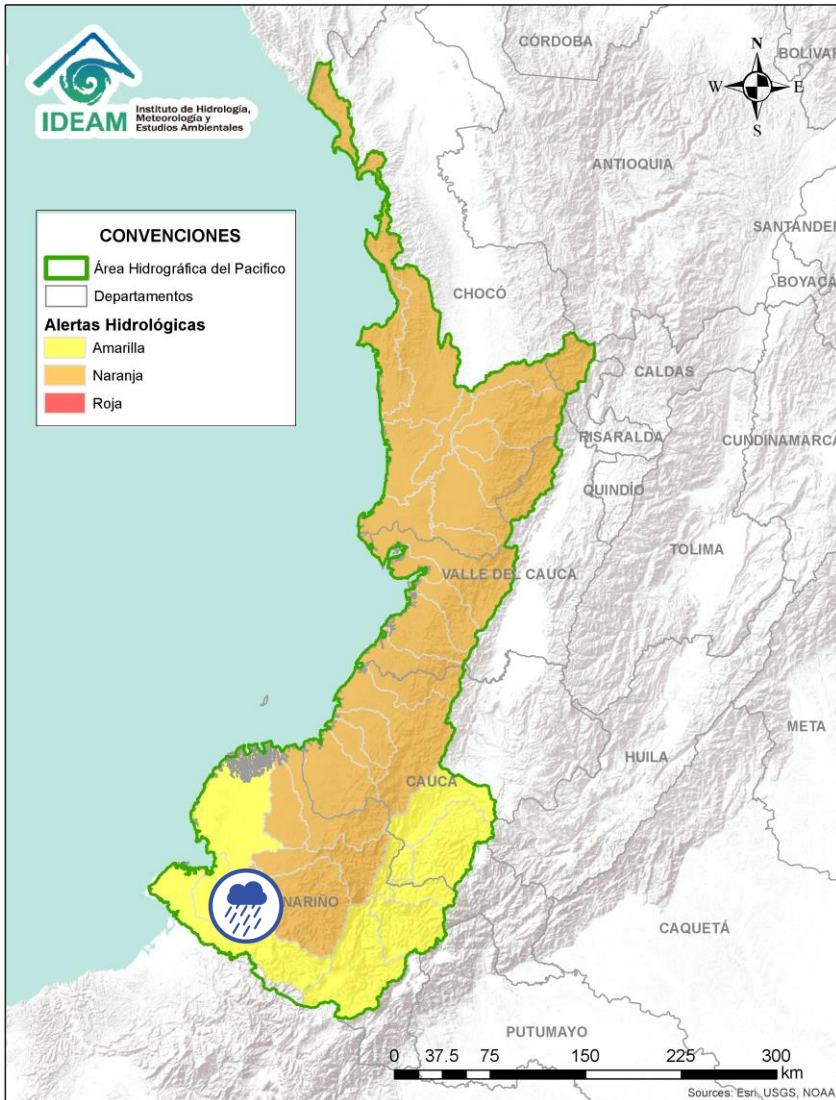 IDEAM
Instituto de Hidrología,
Meteorología y
Estudios Ambientales
CÓRDOBA
BOLÍVAR
N
W
E
S
ANTIOQUIA
SANTANDER
BOYACÁ
CONVENCIONES
Área Hidrográfica del Pacifico
Departamentos
Alertas Hidrológicas
Amarilla
Naranja
Roja
CHOCÓ
CALDAS
RISARALDA
CUNDINAMARCA
QUINDÍO
TOLIMA
VALLE DEL CAUCA
META
HUILA
CAUCA
NARIÑO
CAQUETÁ
PUTUMAYO
0 37.5 75 150 225 300
km
Sources: Esri, USGS, NOAA